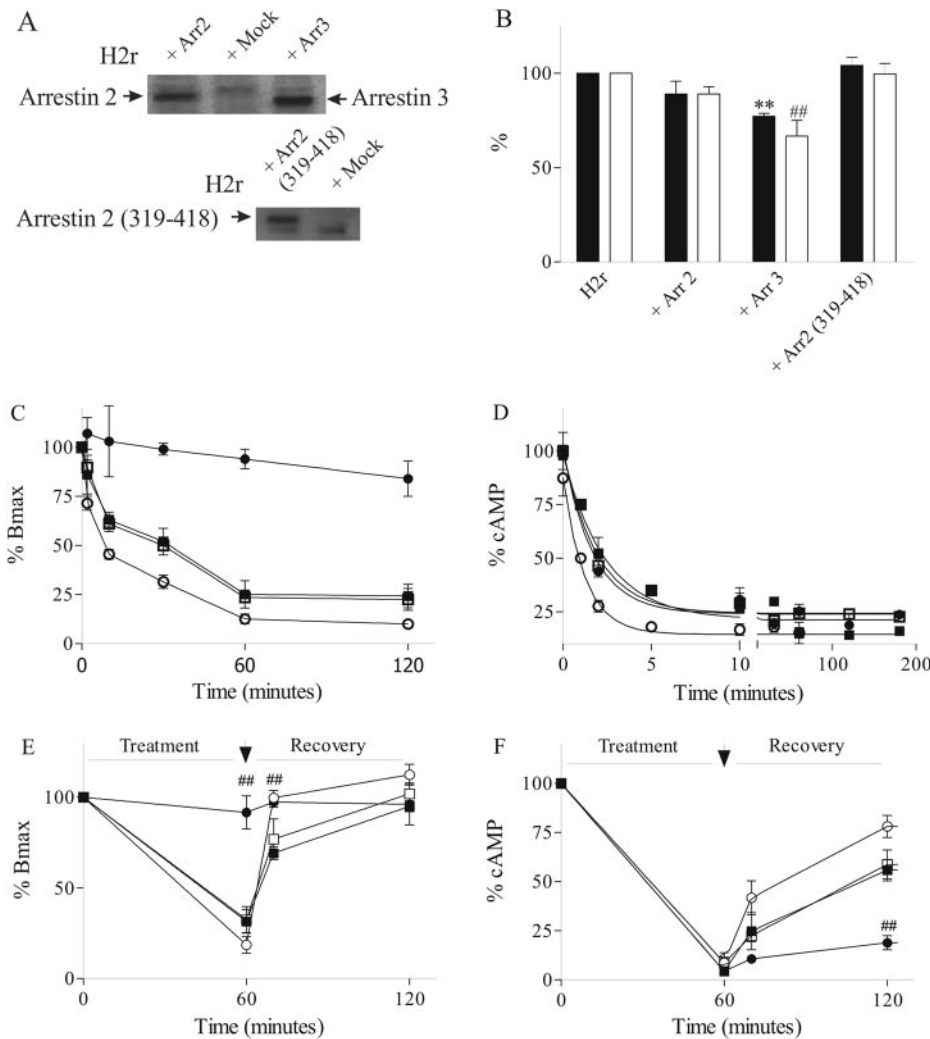 A
H2r
+ Arr2
+ Mock
+ Arr3
Arrestin 2
Arrestin 3
H2r
+ Arr2
(319-418)
+ Mock
Arrestin 2 (319-418)
B
%
100
50
0
**
##
H2r
+ Arr 2
+ Arr 3
+ Arr2 (319-418)
C
% Bmax
100
75
50
25
0
0 60 120
Time (minutes)
D
% cAMP
100
75
50
25
0 5 10 120 200
Time (minutes)
E
Treatment Recovery
## ##
% Bmax
100
50
0
0 60 120
Time (minutes)
F
Treatment Recovery
% cAMP
100
75
50
25
0
##
0 60 120
Time (minutes)